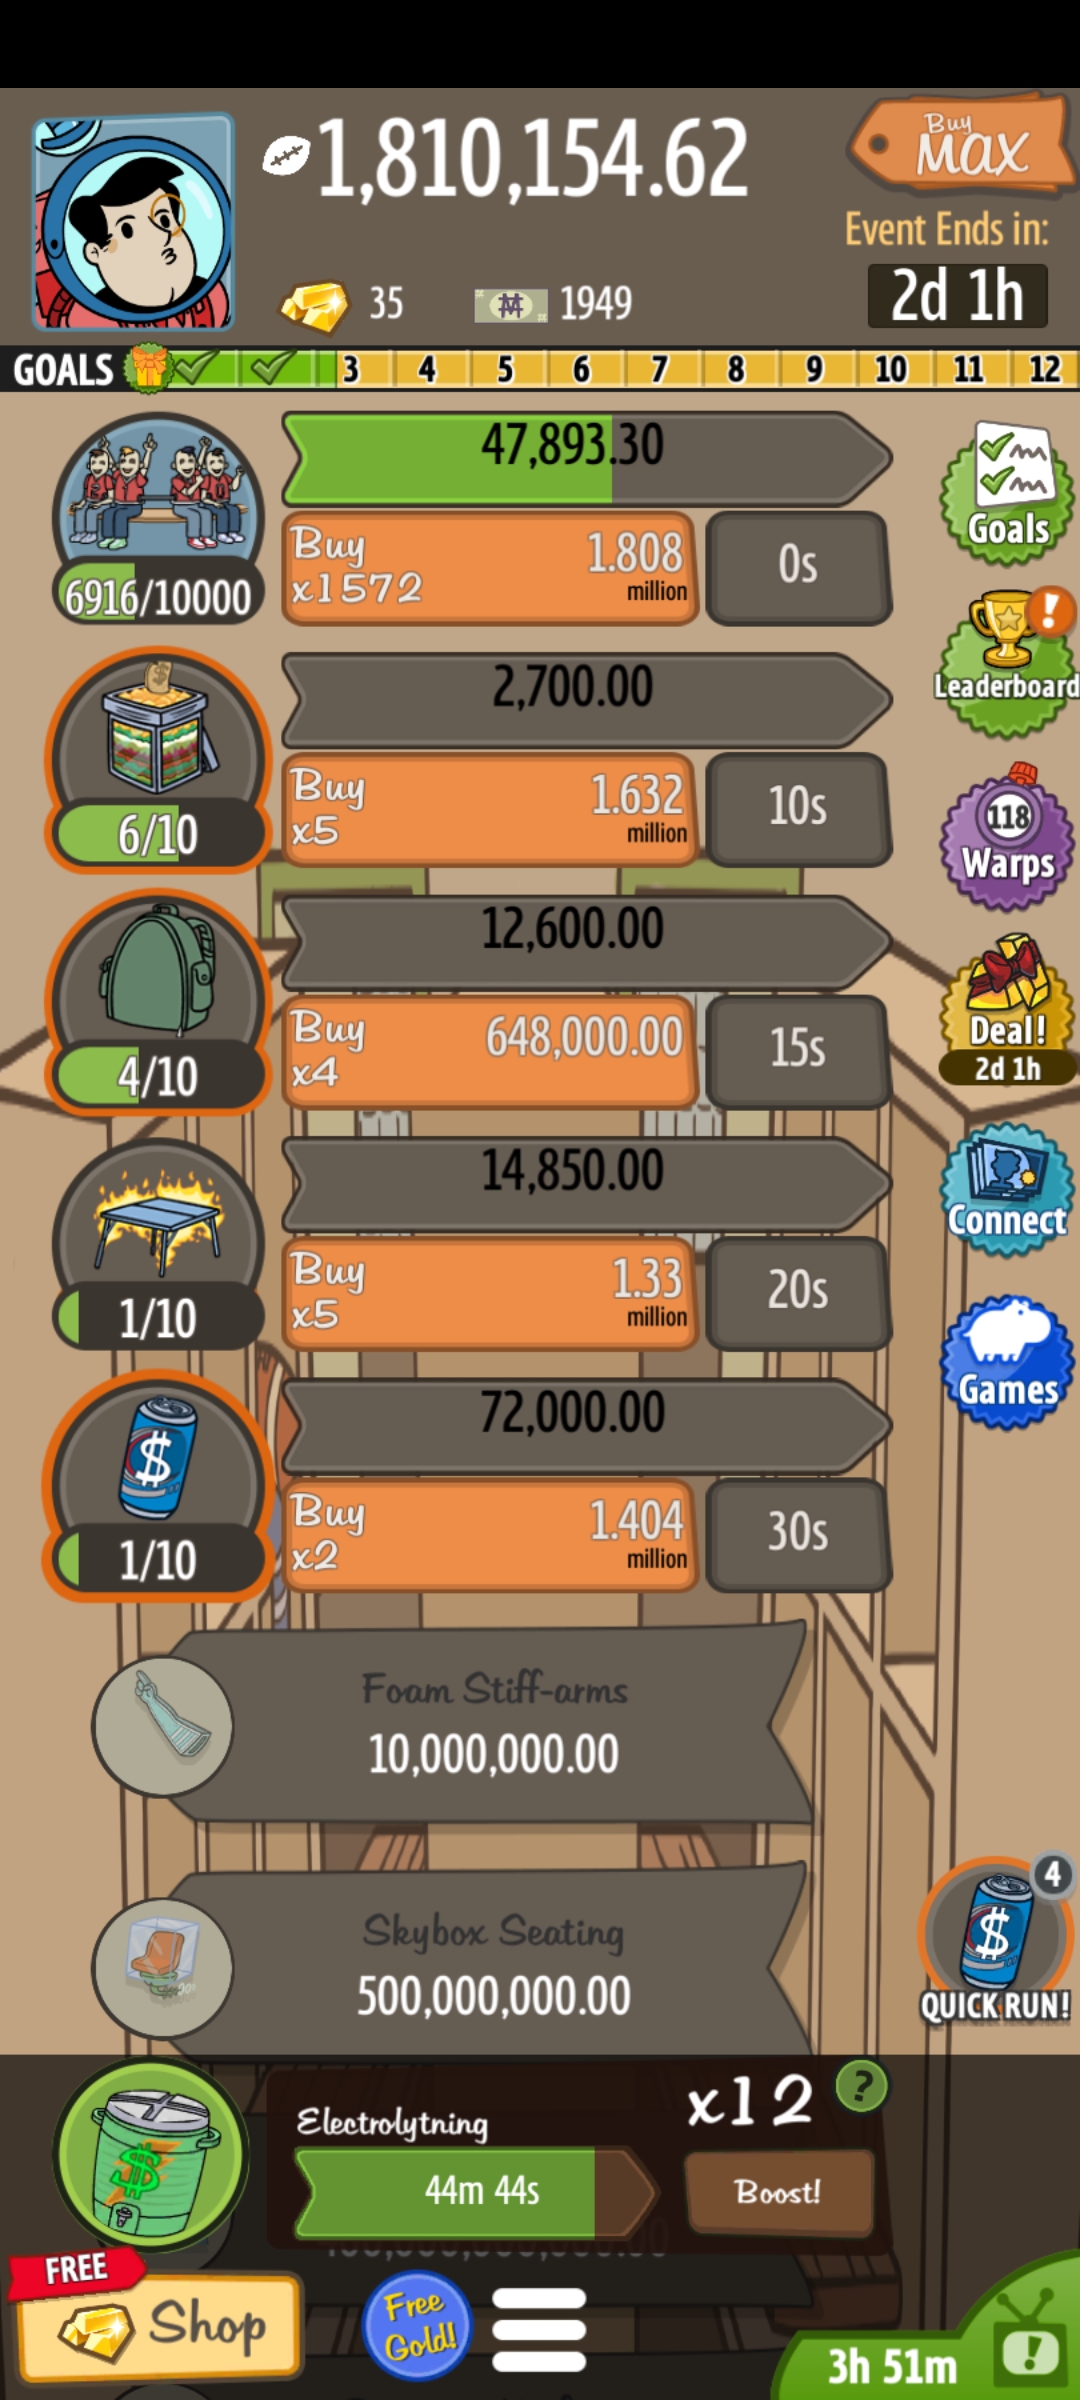 1,810,154.62
Buy
MAX
Event Ends in:
2d 1h
35
1949
GOALS 3 4 5 6 7 8 9 10 11 12
47,893.30
Buy
x1572
1.808
million
0s
6916/10000
Goals
2,700.00
Buy
x5
1.632
million
10s
6/10
Leaderboard
12,600.00
Buy
x4
648,000.00
15s
4/10
118
Warps
Deal!
2d 1h
14,850.00
Buy
x5
1.33
million
20s
1/10
Connect
72,000.00
Buy
x2
1.404
million
30s
1/10
Games
Foam Stiff-arms
10,000,000.00
Skybox Seating
500,000,000.00
4
QUICK RUN!
Electrolytning
x12
?
44m 44s
Boost!
FREE
Shop
Free
Gold!
3h 51m